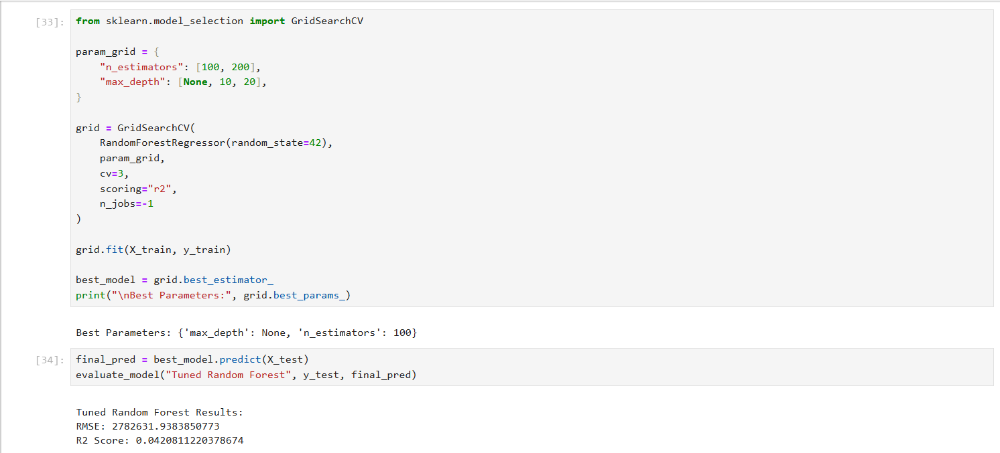 [33]:
from sklearn.model_selection import GridSearchCV
param_grid = {
    "n_estimators": [100, 200],
    "max_depth": [None, 10, 20],
}
grid = GridSearchCV(
    RandomForestRegressor(random_state=42),
    param_grid,
    cv=3,
    scoring="r2",
    n_jobs=-1
)
grid.fit(X_train, y_train)
best_model = grid.best_estimator_
print("\nBest Parameters:", grid.best_params_)
Best Parameters: {'max_depth': None, 'n_estimators': 100}
[34]:
final_pred = best_model.predict(X_test)
evaluate_model("Tuned Random Forest", y_test, final_pred)
Tuned Random Forest Results:
RMSE: 2782631.9383850773
R2 Score: 0.0420811220378674